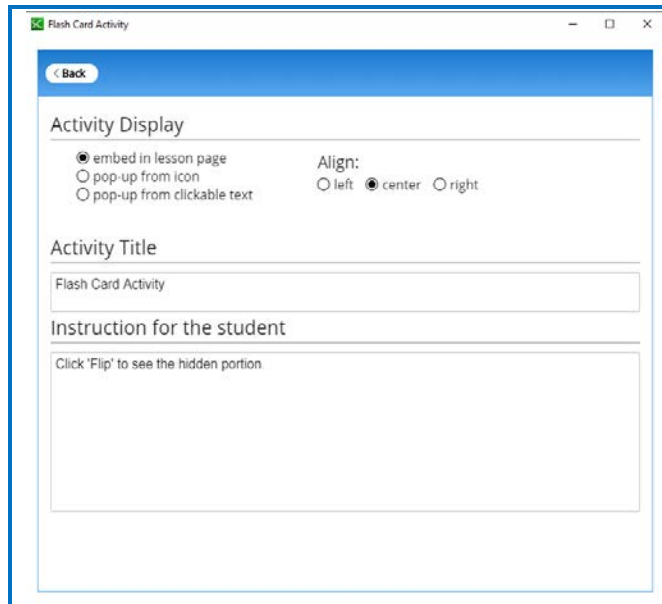 Flash Card Activity
< Back
Activity Display
embed in lesson page
pop-up from icon
pop-up from clickable text
Align:
left center right
Activity Title
Flash Card Activity
Instruction for the student
Click 'Flip' to see the hidden portion